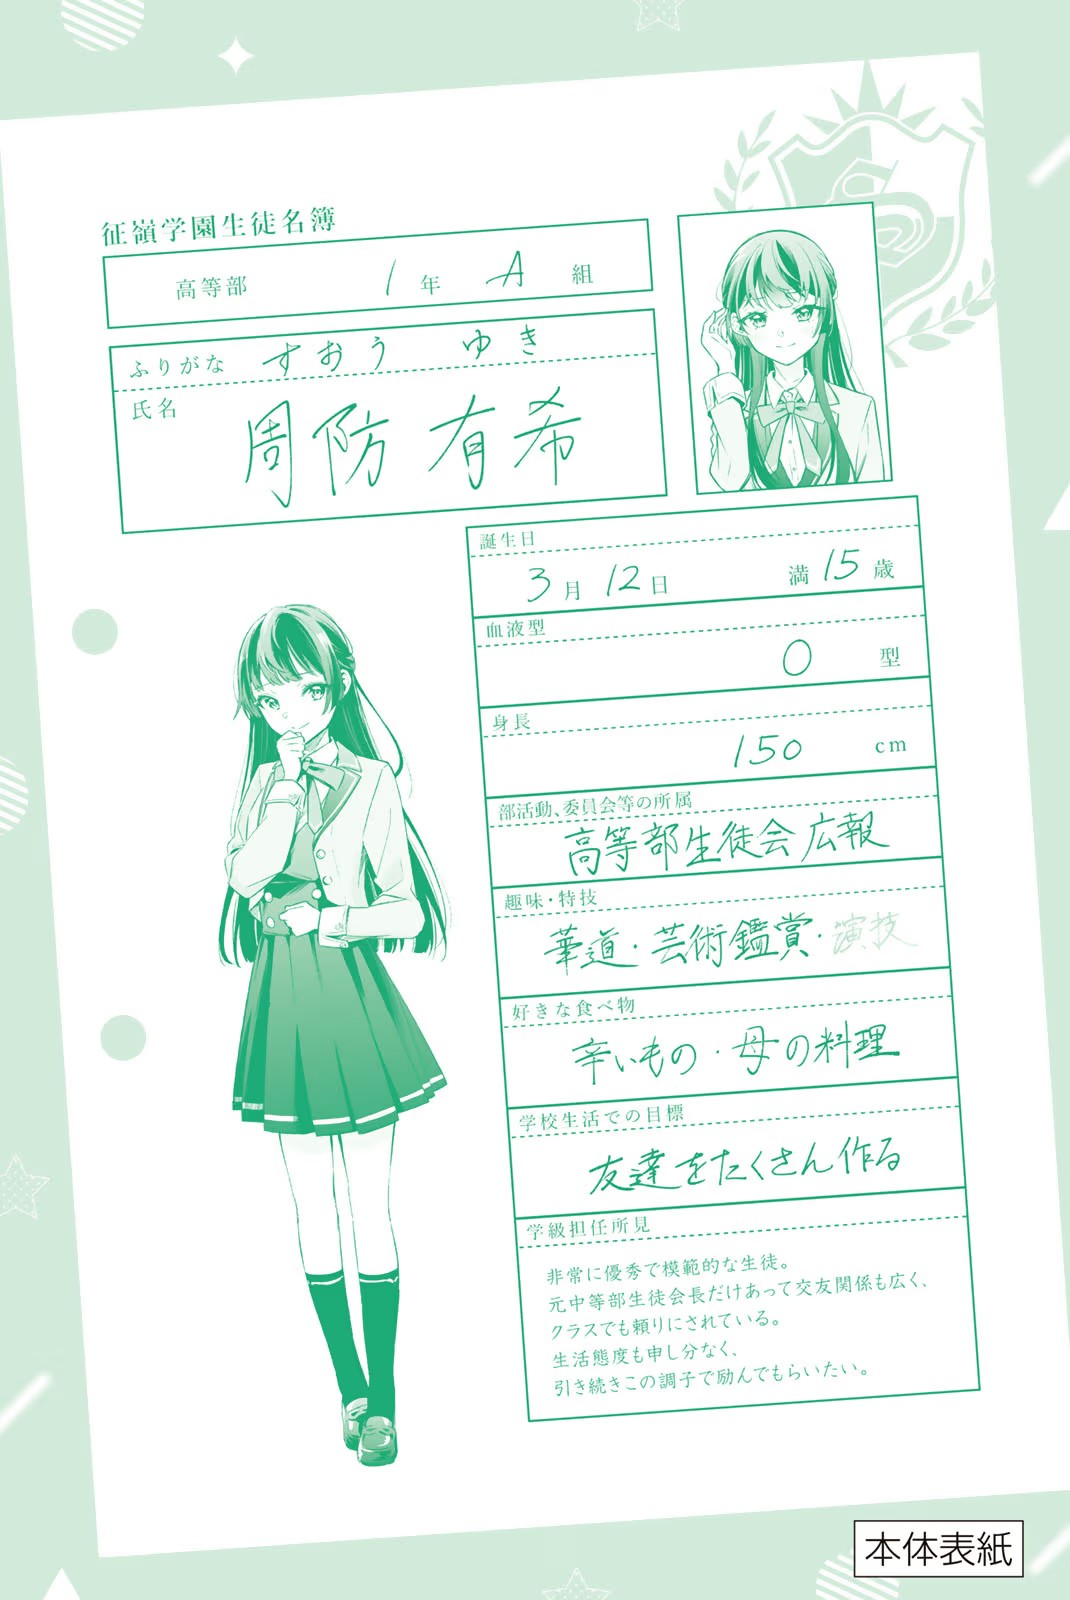 征嶺学園生徒名簿
高等部 1年 A 組
ふりがな すおう ゆき
氏名 周防 有希
誕生日
3月12日 満15歳
血液型
O 型
身長
150 cm
部活動、委員会等の所属
高等部生徒会 広報
趣味・特技
華道・芸術鑑賞・演技
好きな食べ物
辛いもの・母の料理
学校生活での目標
友達をたくさん作る
学級担任所見
非常に優秀で模範的な生徒。
元中等部生徒会長だけあって交友関係も広く、
クラスでも頼りにされている。
生活態度も申し分なく、
引き続きこの調子で励んでもらいたい。
本体表紙